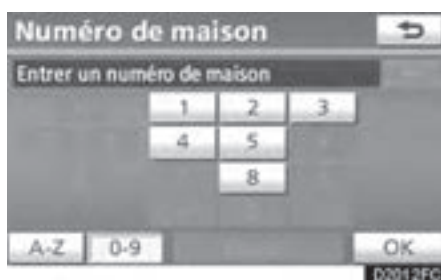 Numéro de maison
Entrer un numéro de maison
1 2 3
4 5
8
A-Z 0-9 OK
D2012FC